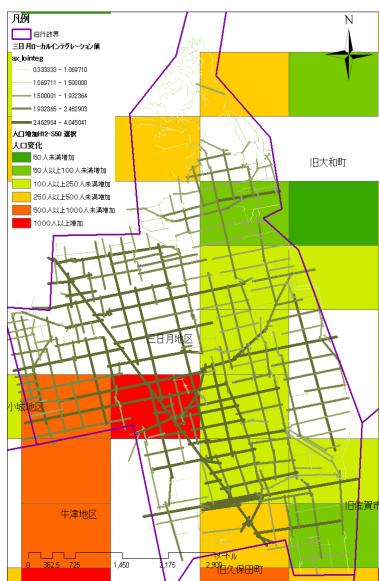 凡例
旧行政界
三日月ローカルインテグレーション値
ax_lointeg
0.333333 - 1.069710
1.069711 - 1.500000
1.500001 - 1.932364
1.932365 - 2.462903
2.462904 - 4.045041
人口増加H12-S50 選択
人口変化
50人未満増加
50人以上100人未満増加
100人以上250人未満増加
250人以上500人未満増加
500人以上1000人未満増加
1000人以上増加
N
旧大和町
三日月地区
小城地区
牛津地区
旧佐賀市
メートル
0 362.5 725 1,450 2,175 2,900
旧久保田町